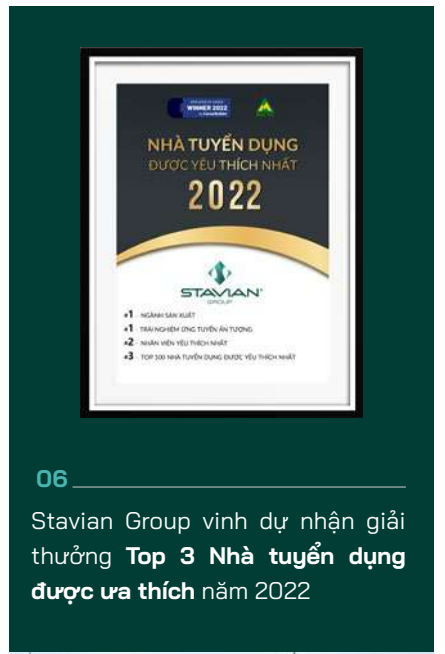 WINNER 2022
NHÀ TUYỂN DỤNG
ĐƯỢC YÊU THÍCH NHẤT
2022
STAVIAN
GROUP
#1 - NGÀNH SẢN XUẤT
#1 - TRẢI NGHIỆM ỨNG TUYỂN ẤN TƯỢNG
#2 - NHÂN VIÊN YÊU THÍCH NHẤT
#3 - TOP 100 NHÀ TUYỂN DỤNG ĐƯỢC YÊU THÍCH NHẤT
06
Stavian Group vinh dự nhận giải
thưởng Top 3 Nhà tuyển dụng
được ưa thích năm 2022